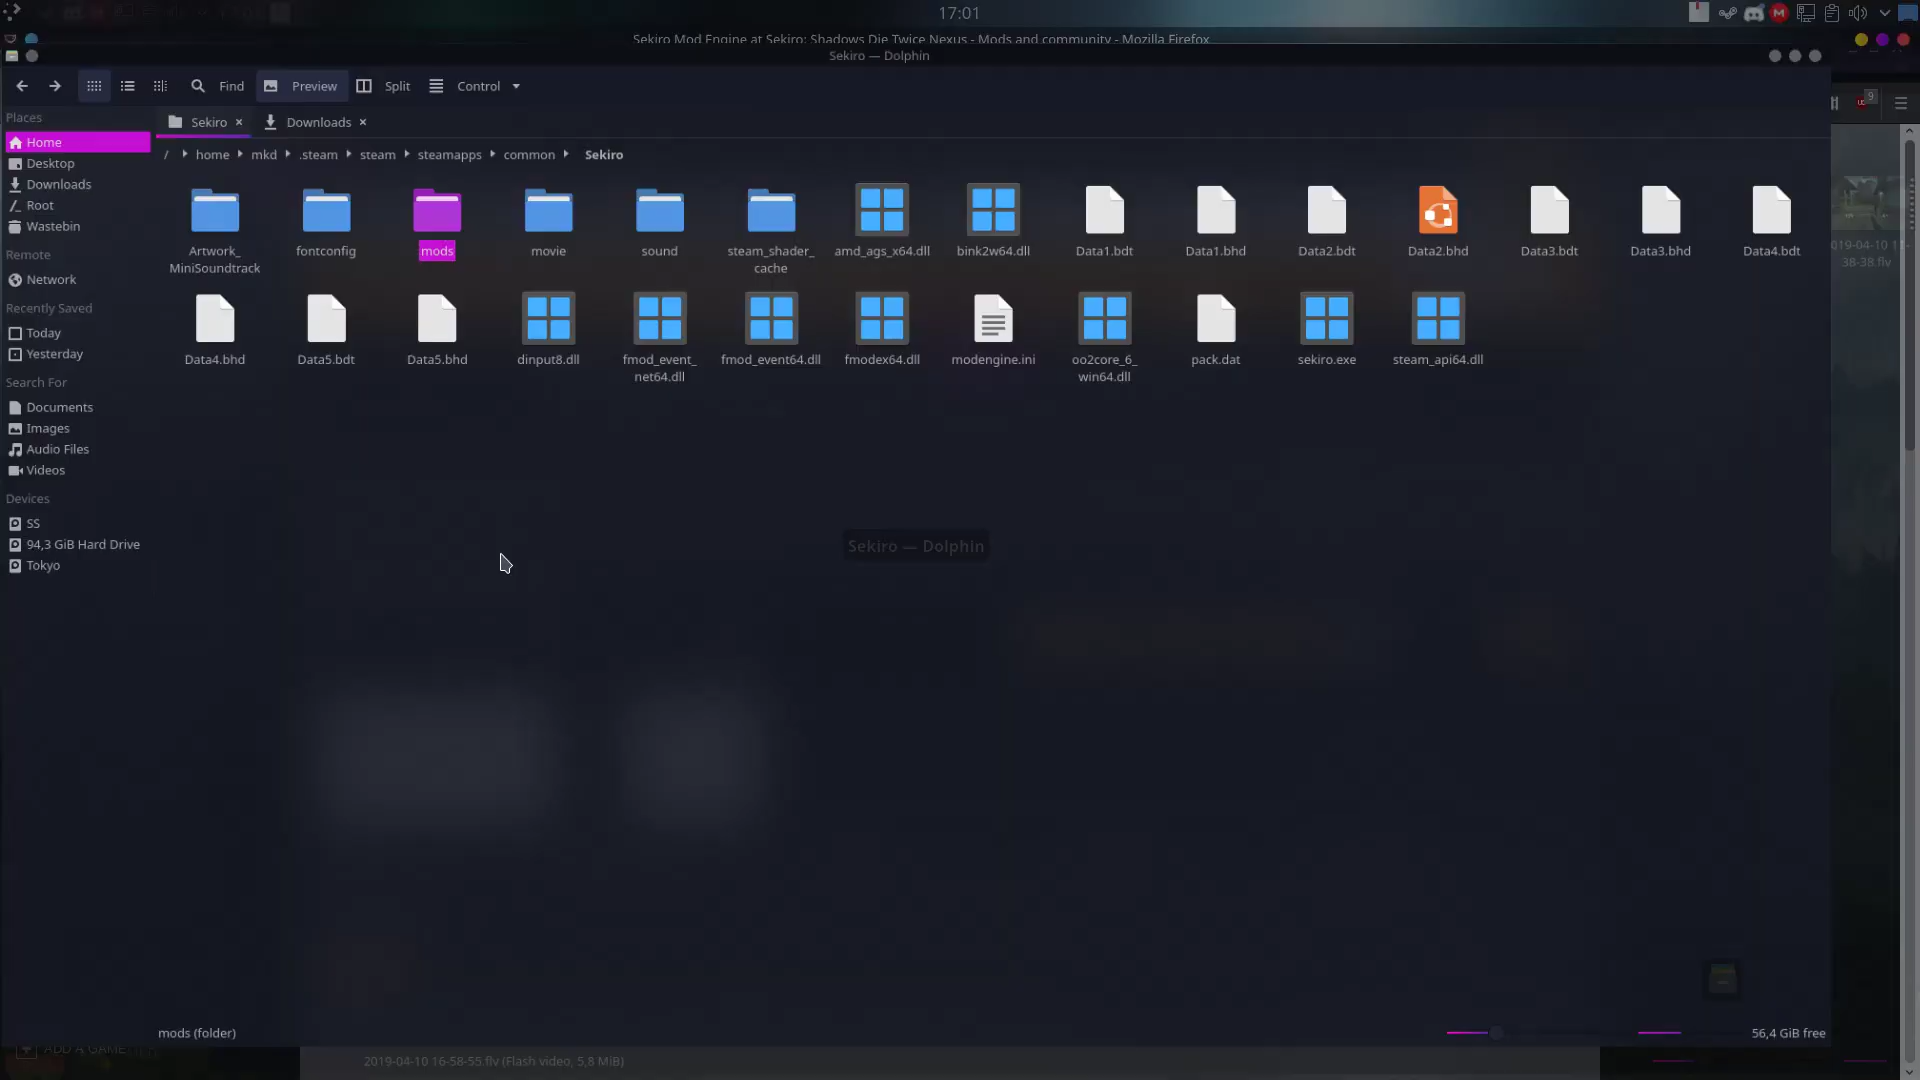 17:01
Sekiro Mod Engine at Sekiro: Shadows Die Twice Nexus - Mods and community - Mozilla Firefox
Sekiro — Dolphin
Find
Preview
Split
Control
9
Places
Sekiro
Downloads
Home
/ home mkd .steam steam steamapps common Sekiro
Desktop
Downloads
Root
Wastebin
Remote
Network
Recently Saved
Today
Yesterday
Search For
Documents
Images
Audio Files
Videos
Devices
SS
94,3 GiB Hard Drive
Tokyo
Artwork_
MiniSoundtrack
fontconfig
mods
movie
sound
steam_shader_
cache
amd_ags_x64.dll
bink2w64.dll
Data1.bdt
Data1.bhd
Data2.bdt
Data2.bhd
Data3.bdt
Data3.bhd
Data4.bdt
Data4.bhd
Data5.bdt
Data5.bhd
dinput8.dll
fmod_event_
net64.dll
fmod_event64.dll
fmodex64.dll
modengine.ini
oo2core_6_
win64.dll
pack.dat
sekiro.exe
steam_api64.dll
38-38.flv
Sekiro — Dolphin
mods (folder)
56,4 GiB free
ADD A GAME
2019-04-10 16-58-55.flv (Flash video, 5,8 MiB)